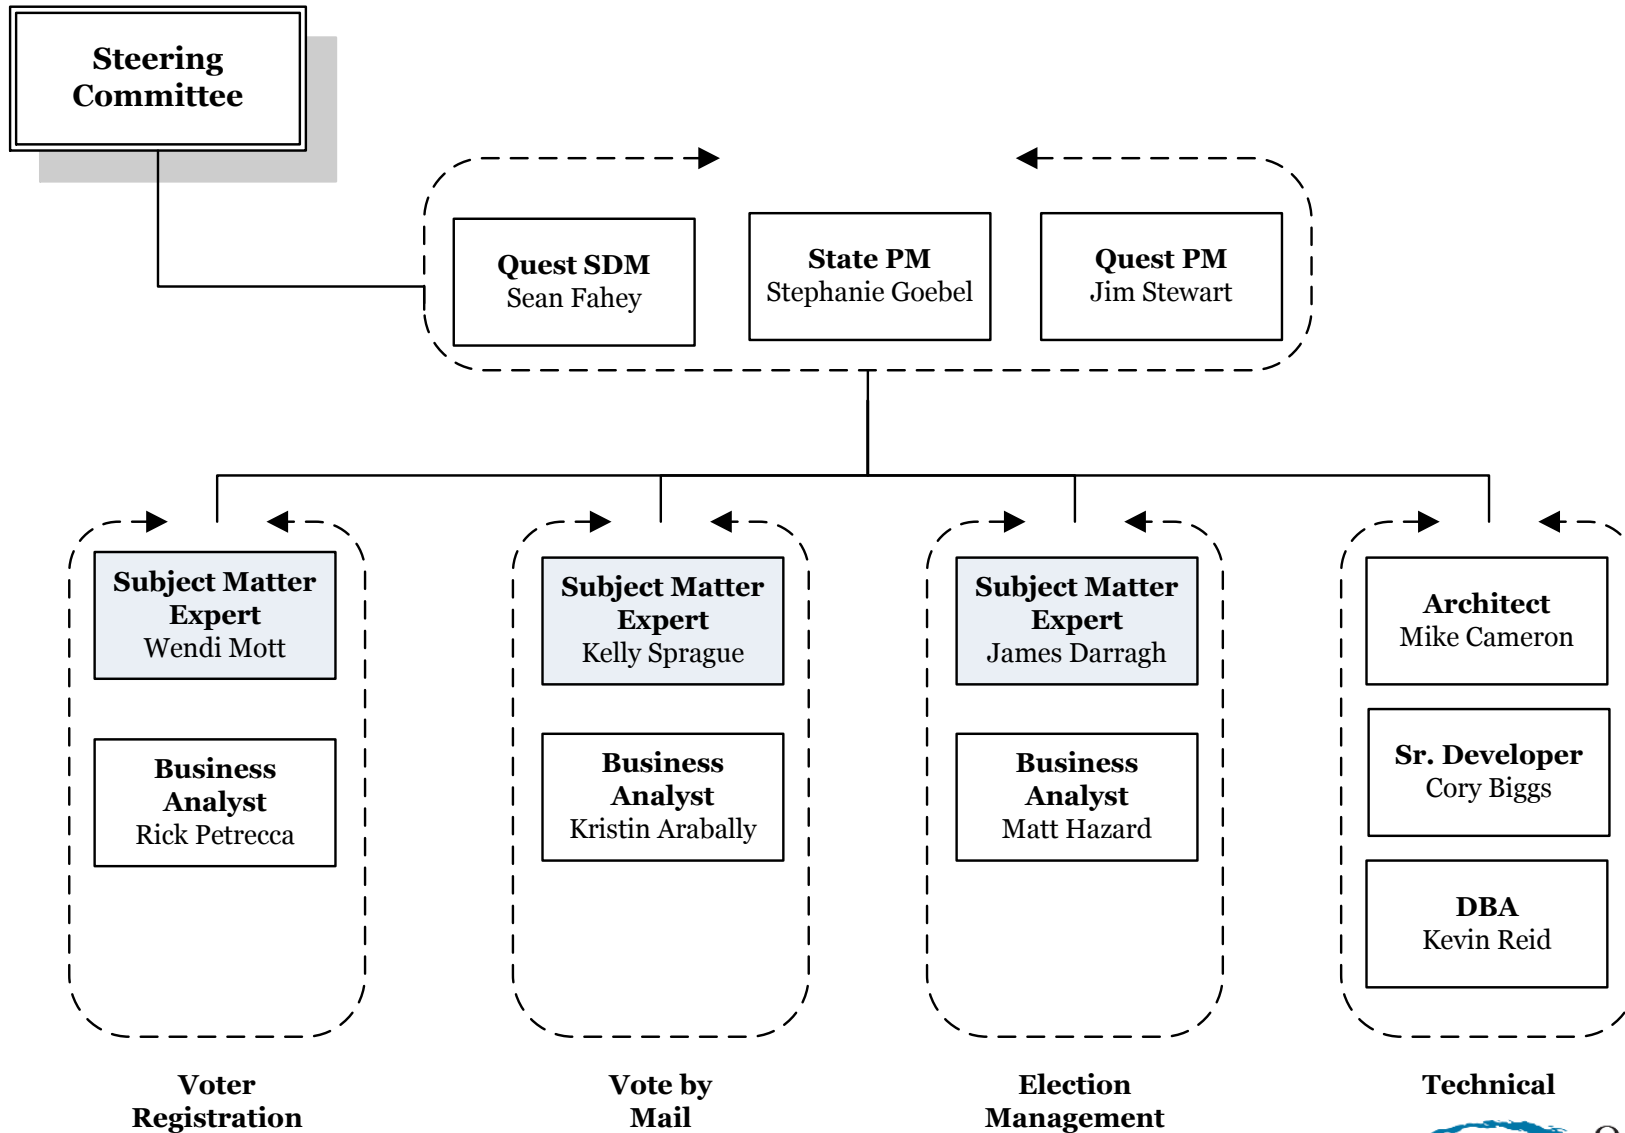 Steering
Committee
Quest SDM
Sean Fahey
State PM
Stephanie Goebel
Quest PM
Jim Stewart
Subject Matter
Expert
Wendi Mott
Subject Matter
Expert
Kelly Sprague
Subject Matter
Expert
James Darragh
Architect
Mike Cameron
Business
Analyst
Rick Petrecca
Business
Analyst
Kristin Arabally
Business
Analyst
Matt Hazard
Sr. Developer
Cory Biggs
DBA
Kevin Reid
Voter
Registration
Vote by
Mail
Election
Management
Technical